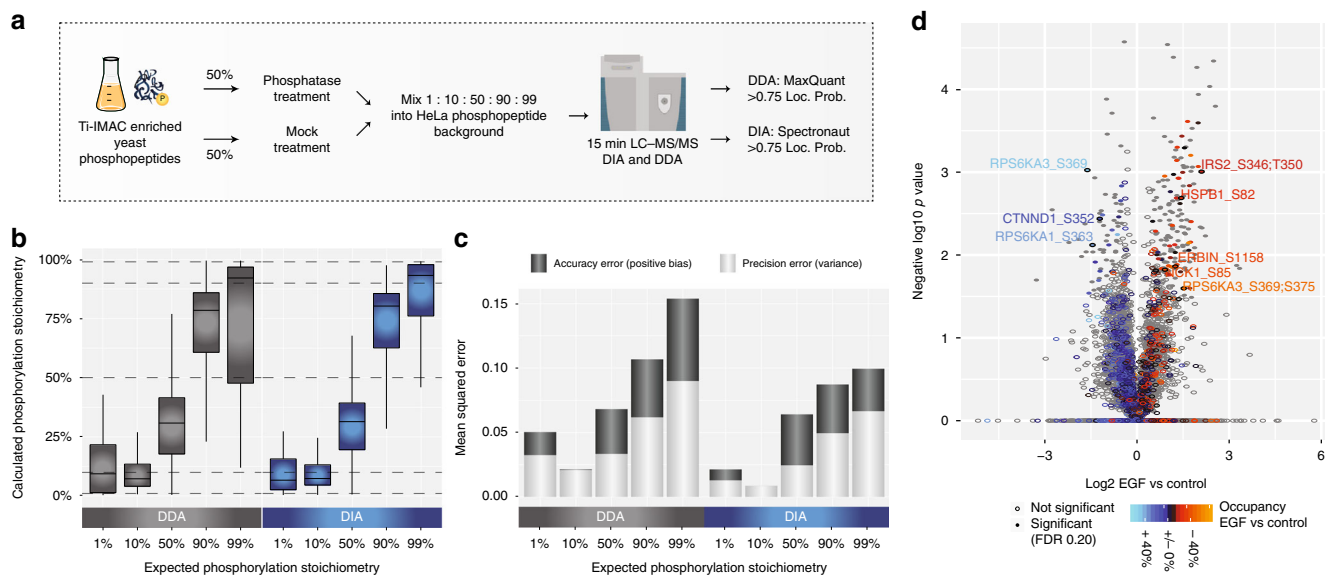 a
50%
50%
P
Ti-IMAC enriched
yeast
phosphopeptides
Phosphatase
treatment
Mock
treatment
Mix 1 : 10 : 50 : 90 : 99
into HeLa phosphopeptide
background
15 min LC–MS/MS
DIA and DDA
DDA: MaxQuant
>0.75 Loc. Prob.
DIA: Spectronaut
>0.75 Loc. Prob.
b
Calculated phosphorylation stoichiometry
100%
75%
50%
25%
0%
DDA
DIA
1% 10% 50% 90% 99% 1% 10% 50% 90% 99%
Expected phosphorylation stoichiometry
c
Accuracy error (positive bias)
Precision error (variance)
Mean squared error
0.15
0.10
0.05
0.00
DDA
DIA
1% 10% 50% 90% 99% 1% 10% 50% 90% 99%
Expected phosphorylation stoichiometry
d
Negative log10 p value
4
3
2
1
0
RPS6KA3_S369
IRS2_S346;T350
HSPB1_S82
CTNND1_S352
RPS6KA1_S363
ERBIN_S1158
NCK1_S85
RPS6KA3_S369;S375
−3 0 3 6
Log2 EGF vs control
Not significant
Significant
(FDR 0.20)
Occupancy
EGF vs control
+ 40%
+/− 0%
− 40%